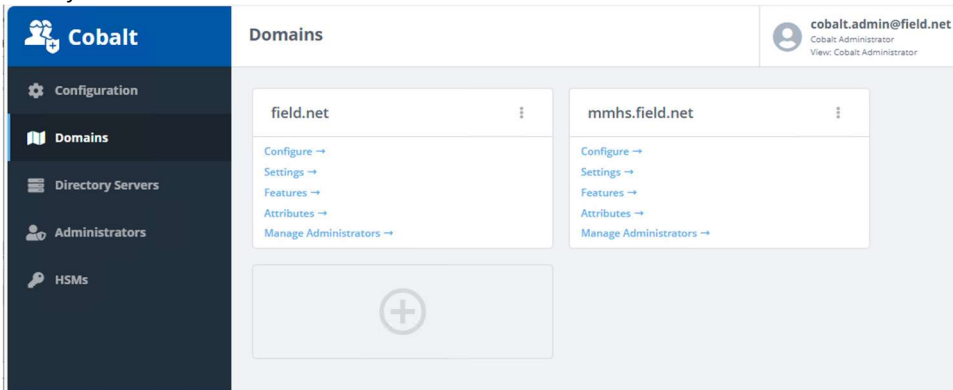 Cobalt
Domains
cobalt.admin@field.net
Cobalt Administrator
View: Cobalt Administrator
Configuration
Domains
Directory Servers
Administrators
HSMs
field.net
Configure →
Settings →
Features →
Attributes →
Manage Administrators →
mmhs.field.net
Configure →
Settings →
Features →
Attributes →
Manage Administrators →